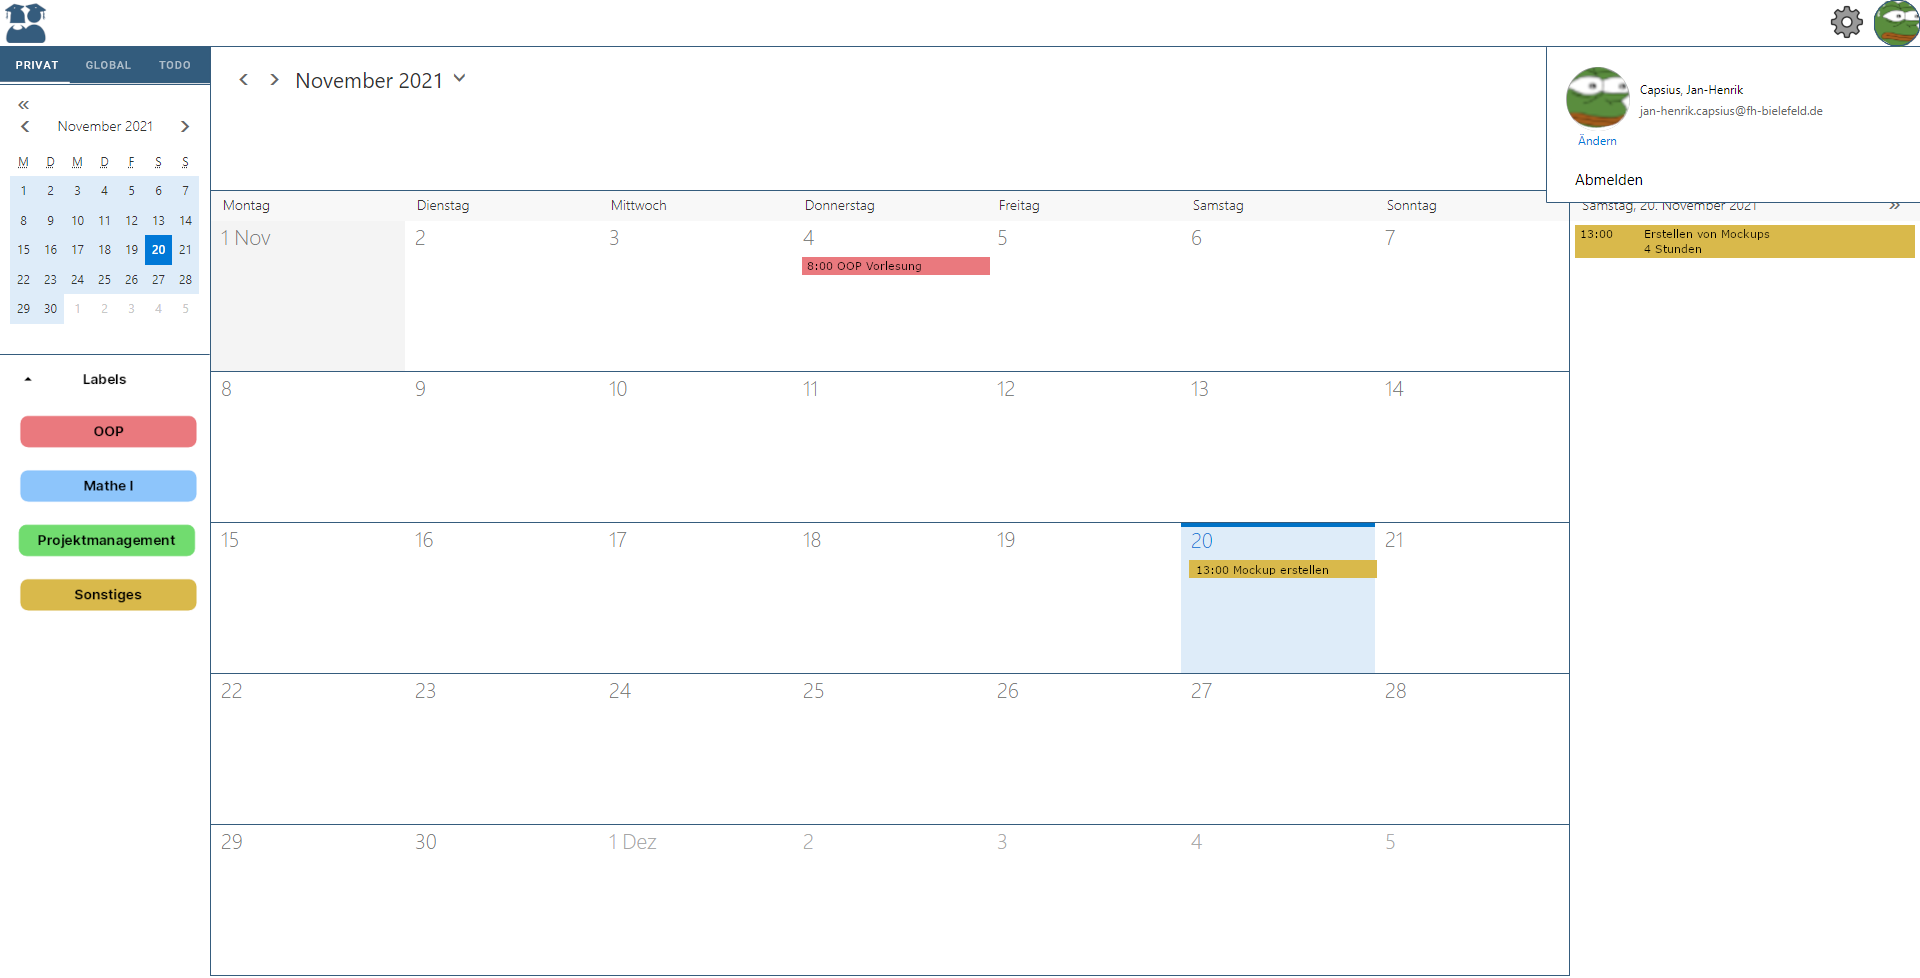 PRIVAT GLOBAL TODO
«
November 2021
M D M D F S S
1 2 3 4 5 6 7
8 9 10 11 12 13 14
15 16 17 18 19 20 21
22 23 24 25 26 27 28
29 30 1 2 3 4 5
Labels
OOP
Mathe I
Projektmanagement
Sonstiges
November 2021
Montag Dienstag Mittwoch Donnerstag Freitag Samstag Sonntag
1 Nov 2 3 4 5 6 7
8:00 OOP Vorlesung
8 9 10 11 12 13 14
15 16 17 18 19 20 21
13:00 Mockup erstellen
22 23 24 25 26 27 28
29 30 1 Dez 2 3 4 5
Capsius, Jan-Henrik
jan-henrik.capsius@fh-bielefeld.de
Ändern
Abmelden
Samstag, 20. November 2021 »
13:00 Erstellen von Mockups
4 Stunden